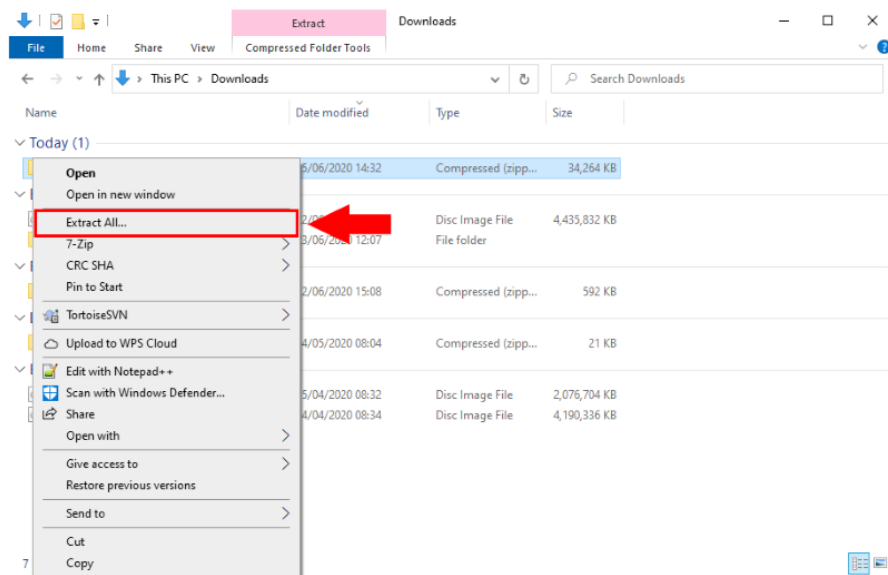 Extract Downloads
File Home Share View Compressed Folder Tools
This PC > Downloads Search Downloads
Name Date modified Type Size
Today (1)
5/06/2020 14:32 Compressed (zipp... 34,264 KB
Open
Open in new window
Extract All...
Disc Image File 4,435,832 KB
7-Zip 3/06/2020 12:07 File folder
CRC SHA
Pin to Start 2/06/2020 15:08 Compressed (zipp... 592 KB
TortoiseSVN
Upload to WPS Cloud 4/05/2020 08:04 Compressed (zipp... 21 KB
Edit with Notepad++
Scan with Windows Defender... 5/04/2020 08:32 Disc Image File 2,076,704 KB
Share 4/04/2020 08:34 Disc Image File 4,190,336 KB
Open with
Give access to
Restore previous versions
Send to
Cut
7 Copy